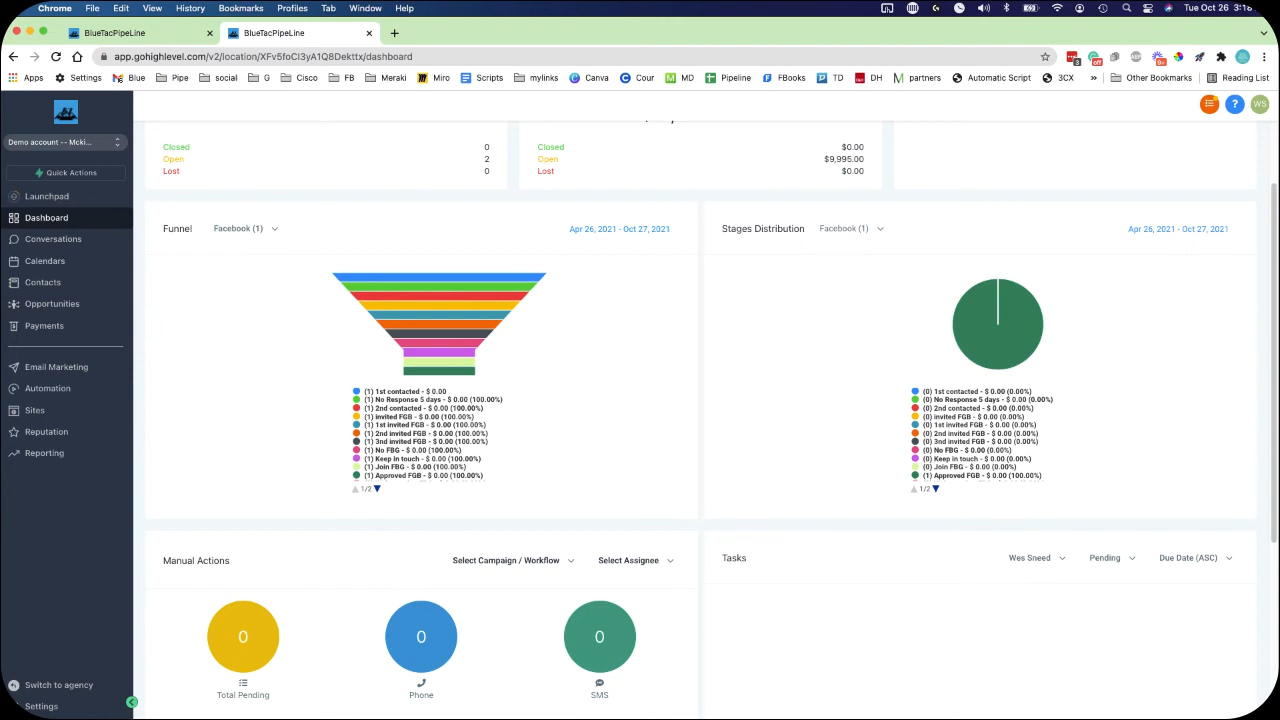 Chrome File Edit View History Bookmarks Profiles Tab Window Help Tue Oct 26 3:18
BlueTacPipeLine BlueTacPipeLine
app.gohighlevel.com/v2/location/XFv5foCl3yA1Q8Dekttx/dashboard
Apps Settings Blue Pipe social G Cisco FB Meraki Miro Scripts mylinks Canva Cour MD Pipeline FBooks TD DH partners Automatic Script 3CX » Other Bookmarks Reading List
WS
Demo account -- Mcki...
Quick Actions
Launchpad
Dashboard
Conversations
Calendars
Contacts
Opportunities
Payments
Email Marketing
Automation
Sites
Reputation
Reporting
Switch to agency
Settings
Closed 0
Open 2
Lost 0
Closed $0.00
Open $9,995.00
Lost $0.00
Funnel Facebook (1) Apr 26, 2021 - Oct 27, 2021
(1) 1st contacted - $ 0.00
(1) No Response 5 days - $ 0.00 (100.00%)
(1) 2nd contacted - $ 0.00 (100.00%)
(1) invited FGB - $ 0.00 (100.00%)
(1) 1st invited FGB - $ 0.00 (100.00%)
(1) 2nd invited FGB - $ 0.00 (100.00%)
(1) 3nd invited FGB - $ 0.00 (100.00%)
(1) No FBG - $ 0.00 (100.00%)
(1) Keep in touch - $ 0.00 (100.00%)
(1) Join FBG - $ 0.00 (100.00%)
(1) Approved FGB - $ 0.00 (100.00%)
1/2
Stages Distribution Facebook (1) Apr 26, 2021 - Oct 27, 2021
(0) 1st contacted - $ 0.00 (0.00%)
(0) No Response 5 days - $ 0.00 (0.00%)
(0) 2nd contacted - $ 0.00 (0.00%)
(0) invited FGB - $ 0.00 (0.00%)
(0) 1st invited FGB - $ 0.00 (0.00%)
(0) 2nd invited FGB - $ 0.00 (0.00%)
(0) 3nd invited FGB - $ 0.00 (0.00%)
(0) No FBG - $ 0.00 (0.00%)
(0) Keep in touch - $ 0.00 (0.00%)
(0) Join FBG - $ 0.00 (0.00%)
(1) Approved FGB - $ 0.00 (100.00%)
1/2
Manual Actions Select Campaign / Workflow Select Assignee
0 0 0
Total Pending Phone SMS
Tasks Wes Sneed Pending Due Date (ASC)